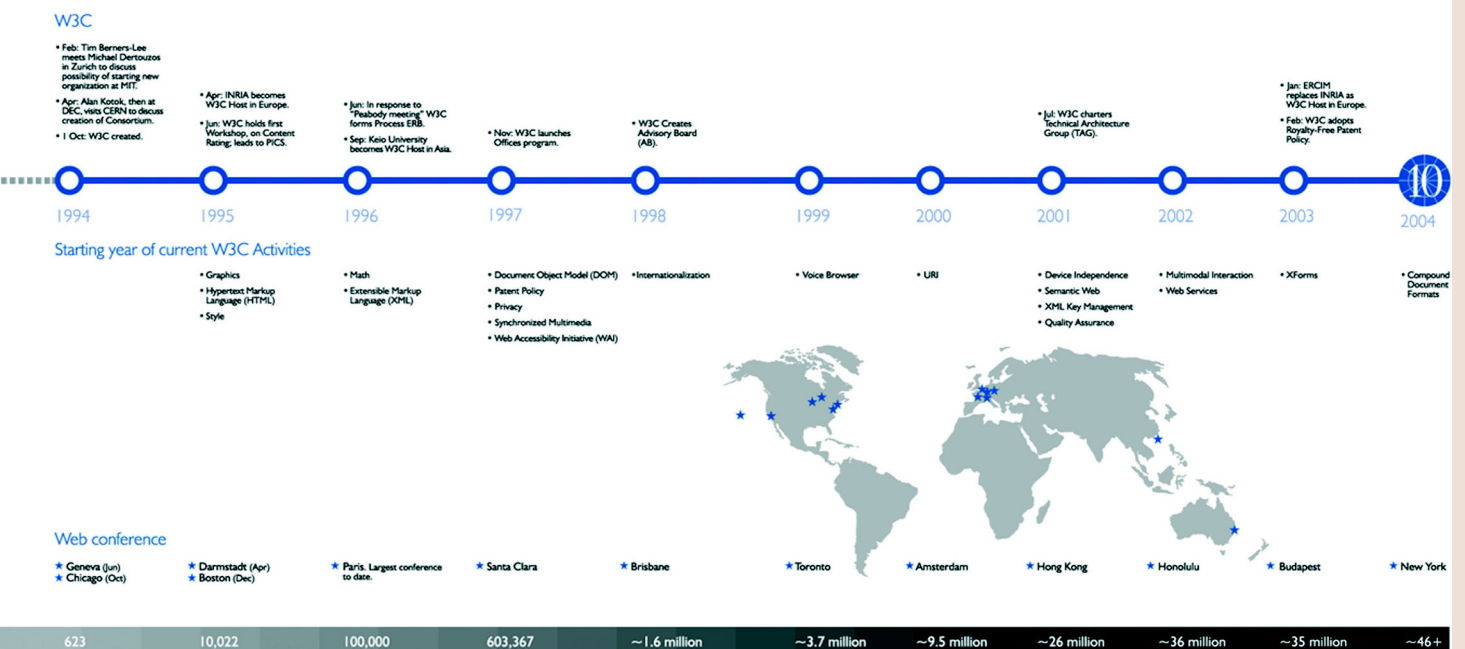 W3C
• Feb: Tim Berners-Lee
meets Michael Dertouzos
in Zurich to discuss
possibility of starting new
organization at MIT.
• Apr: Alan Kotok, then at
DEC, visits CERN to discuss
creation of Consortium.
• 1 Oct: W3C created.
• Apr: INRIA becomes
W3C Host in Europe.
• Jun: W3C holds first
Workshop, on Content
Rating; leads to PICS.
• Jun: In response to
"Peabody meeting" W3C
forms Process ERB.
• Sep: Keio University
becomes W3C Host in Asia.
• Nov: W3C launches
Offices program.
• W3C Creates
Advisory Board
(AB).
• Jul: W3C charters
Technical Architecture
Group (TAG).
• Jan: ERCIM
replaces INRIA as
W3C Host in Europe.
• Feb: W3C adopts
Royalty-Free Patent
Policy.
10
1994 1995 1996 1997 1998 1999 2000 2001 2002 2003 2004
Starting year of current W3C Activities
• Graphics
• Hypertext Markup
Language (HTML)
• Style
• Math
• Extensible Markup
Language (XML)
• Document Object Model (DOM)
• Patent Policy
• Privacy
• Synchronized Multimedia
• Web Accessibility Initiative (WAI)
• Internationalization
• Voice Browser
• URI
• Device Independence
• Semantic Web
• XML Key Management
• Quality Assurance
• Multimodal Interaction
• Web Services
• XForms
• Compound
Document
Formats
Web conference
★ Geneva (Jun)
★ Chicago (Oct)
★ Darmstadt (Apr)
★ Boston (Dec)
★ Paris. Largest conference
to date.
★ Santa Clara
★ Brisbane
★ Toronto
★ Amsterdam
★ Hong Kong
★ Honolulu
★ Budapest
★ New York
623 10,022 100,000 603,367 ~1.6 million ~3.7 million ~9.5 million ~26 million ~36 million ~35 million ~46+